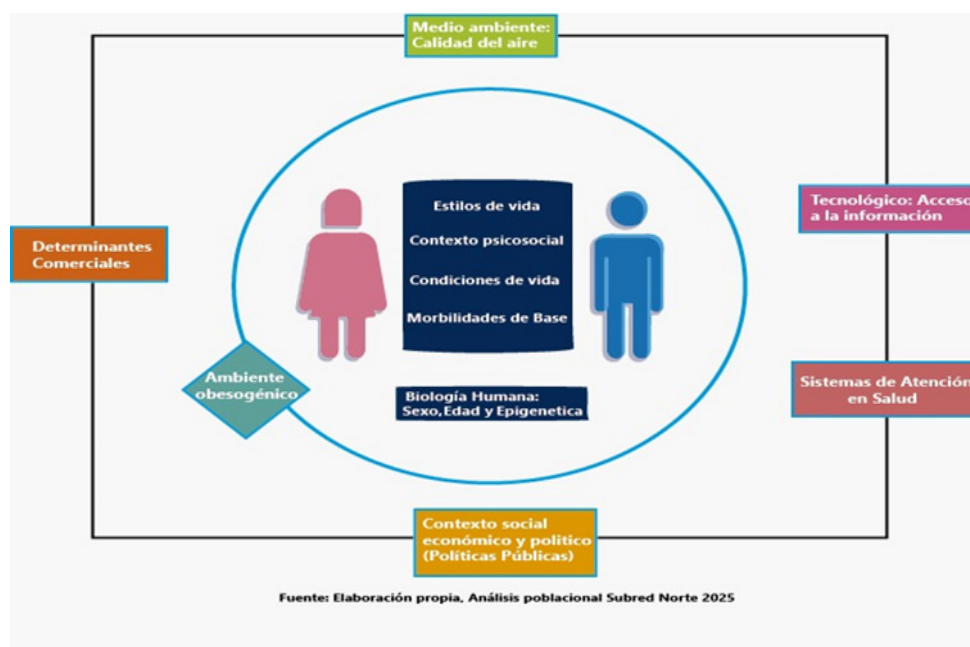 Medio ambiente:
Calidad del aire
Tecnológico: Acceso
a la información
Determinantes
Comerciales
Estilos de vida
Contexto psicosocial
Condiciones de vida
Morbilidades de Base
Ambiente
obesogénico
Biología Humana:
Sexo,Edad y Epigenetica
Sistemas de Atención
en Salud
Contexto social
económico y politito
(Políticas Públicas)
Fuente: Elaboración propia, Análisis poblacional Subred Norte 2025